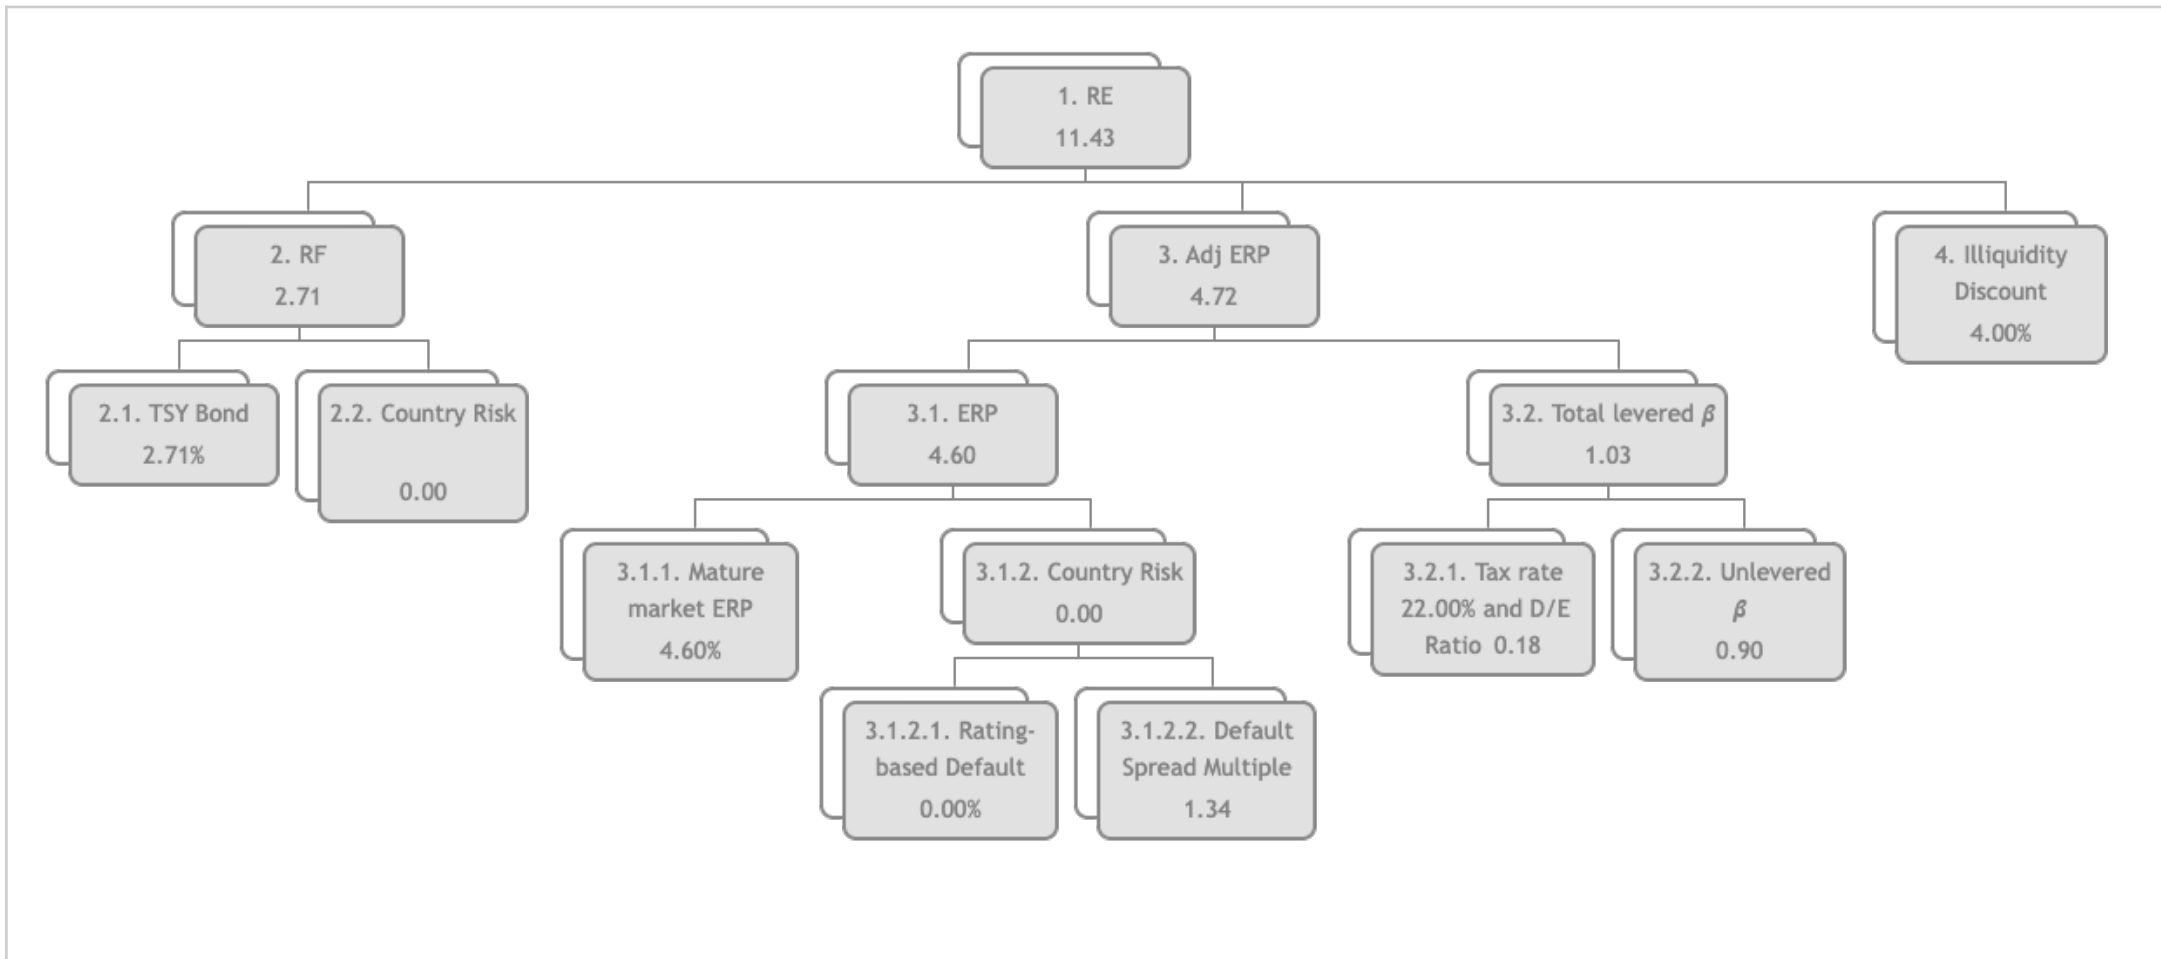 1. RE
11.43
2. RF
2.71
3. Adj ERP
4.72
4. Illiquidity
Discount
4.00%
2.1. TSY Bond
2.71%
2.2. Country Risk
0.00
3.1. ERP
4.60
3.2. Total levered β
1.03
3.1.1. Mature
market ERP
4.60%
3.1.2. Country Risk
0.00
3.2.1. Tax rate
22.00% and D/E
Ratio 0.18
3.2.2. Unlevered
β
0.90
3.1.2.1. Rating-
based Default
0.00%
3.1.2.2. Default
Spread Multiple
1.34